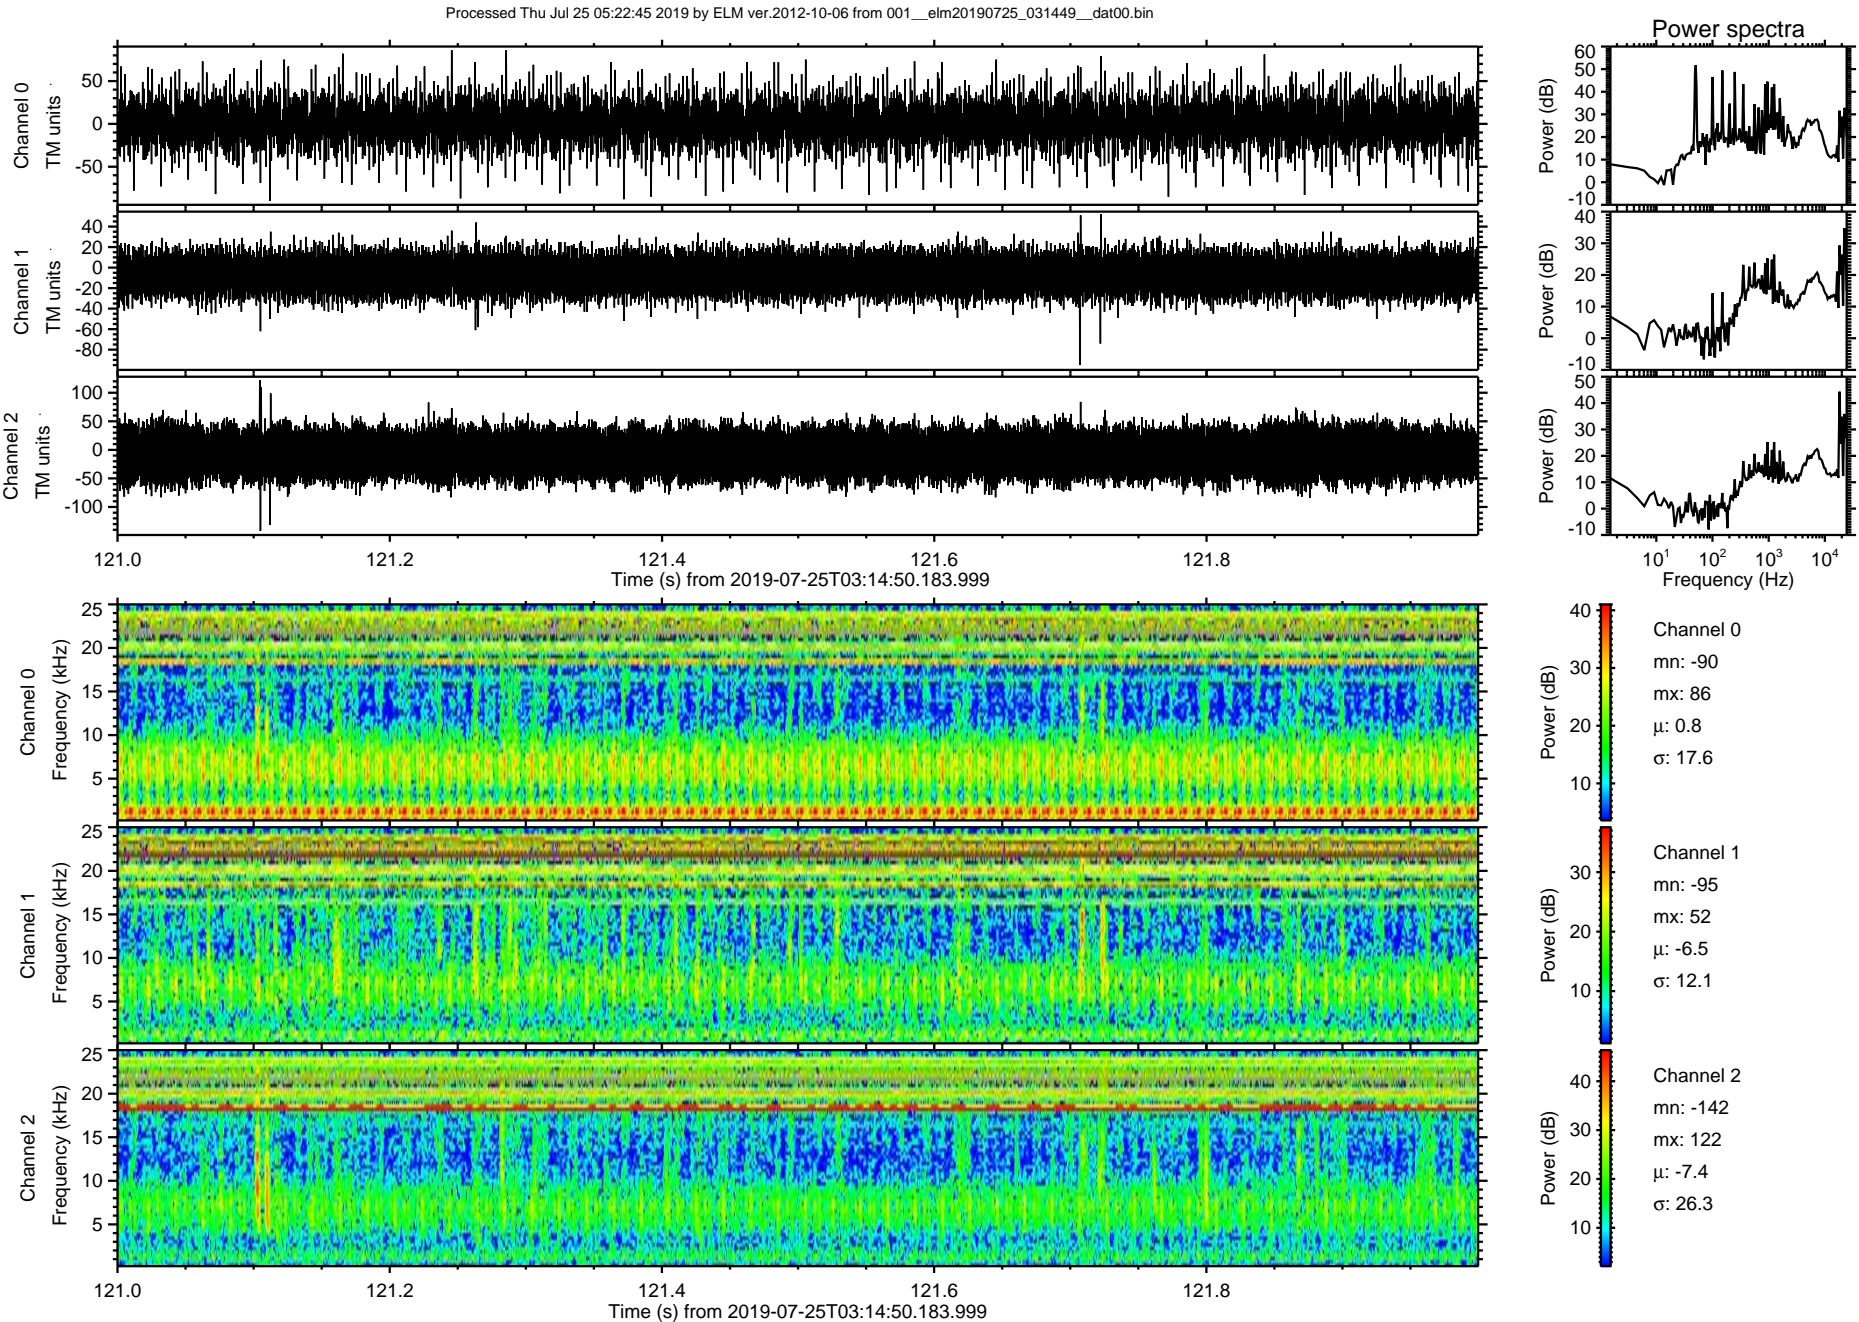 Processed Thu Jul 25 05:22:45 2019 by ELM ver.2012-10-06 from 001__elm20190725_031449__dat00.bin
Power spectra
Channel 0
TM units
50
0
-50
Power (dB)
60
50
40
30
20
10
0
-10
Channel 1
TM units
40
20
0
-20
-40
-60
-80
Power (dB)
40
30
20
10
0
-10
Channel 2
TM units
100
50
0
-50
-100
Power (dB)
50
40
30
20
10
0
-10
121.0 121.2 121.4 121.6 121.8
Time (s) from 2019-07-25T03:14:50.183.999
10^1 10^2 10^3 10^4
Frequency (Hz)
Channel 0
Frequency (kHz)
25
20
15
10
5
Power (dB)
40
30
20
10
Channel 0
mn: -90
mx: 86
μ: 0.8
σ: 17.6
Channel 1
Frequency (kHz)
25
20
15
10
5
Power (dB)
30
20
10
Channel 1
mn: -95
mx: 52
μ: -6.5
σ: 12.1
Channel 2
Frequency (kHz)
25
20
15
10
5
Power (dB)
40
30
20
10
Channel 2
mn: -142
mx: 122
μ: -7.4
σ: 26.3
121.0 121.2 121.4 121.6 121.8
Time (s) from 2019-07-25T03:14:50.183.999